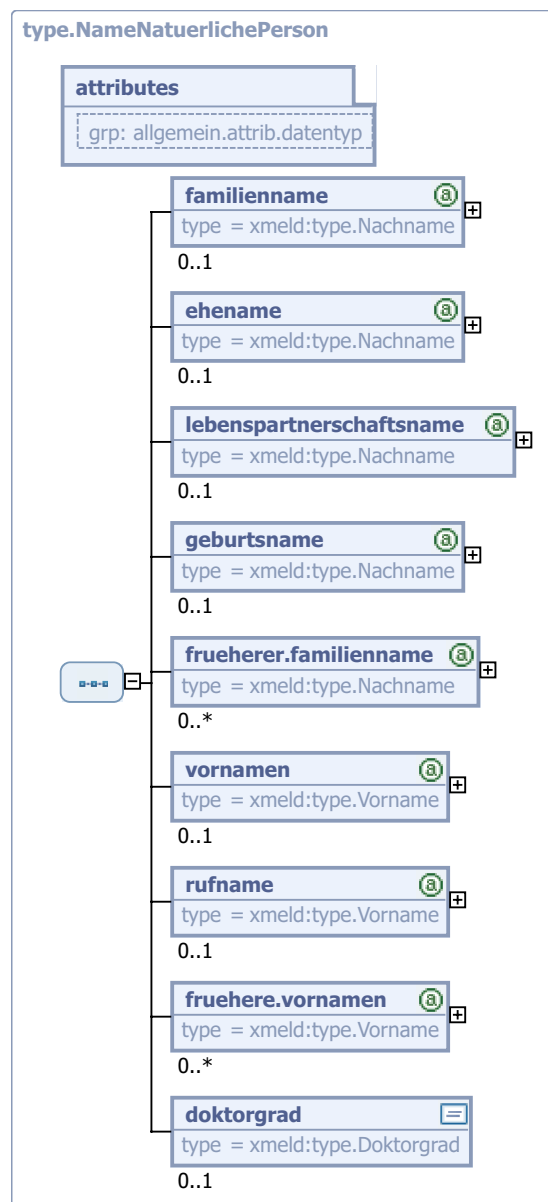 type.NameNatuerlichePerson
attributes
grp: allgemein.attrib.datentyp
familienname
type = xmeld:type.Nachname
0..1
ehename
type = xmeld:type.Nachname
0..1
lebenspartnerschaftsname
type = xmeld:type.Nachname
0..1
geburtsname
type = xmeld:type.Nachname
0..1
frueherer.familienname
type = xmeld:type.Nachname
0..*
vornamen
type = xmeld:type.Vorname
0..1
rufname
type = xmeld:type.Vorname
0..1
fruehere.vornamen
type = xmeld:type.Vorname
0..*
doktorgrad
type = xmeld:type.Doktorgrad
0..1